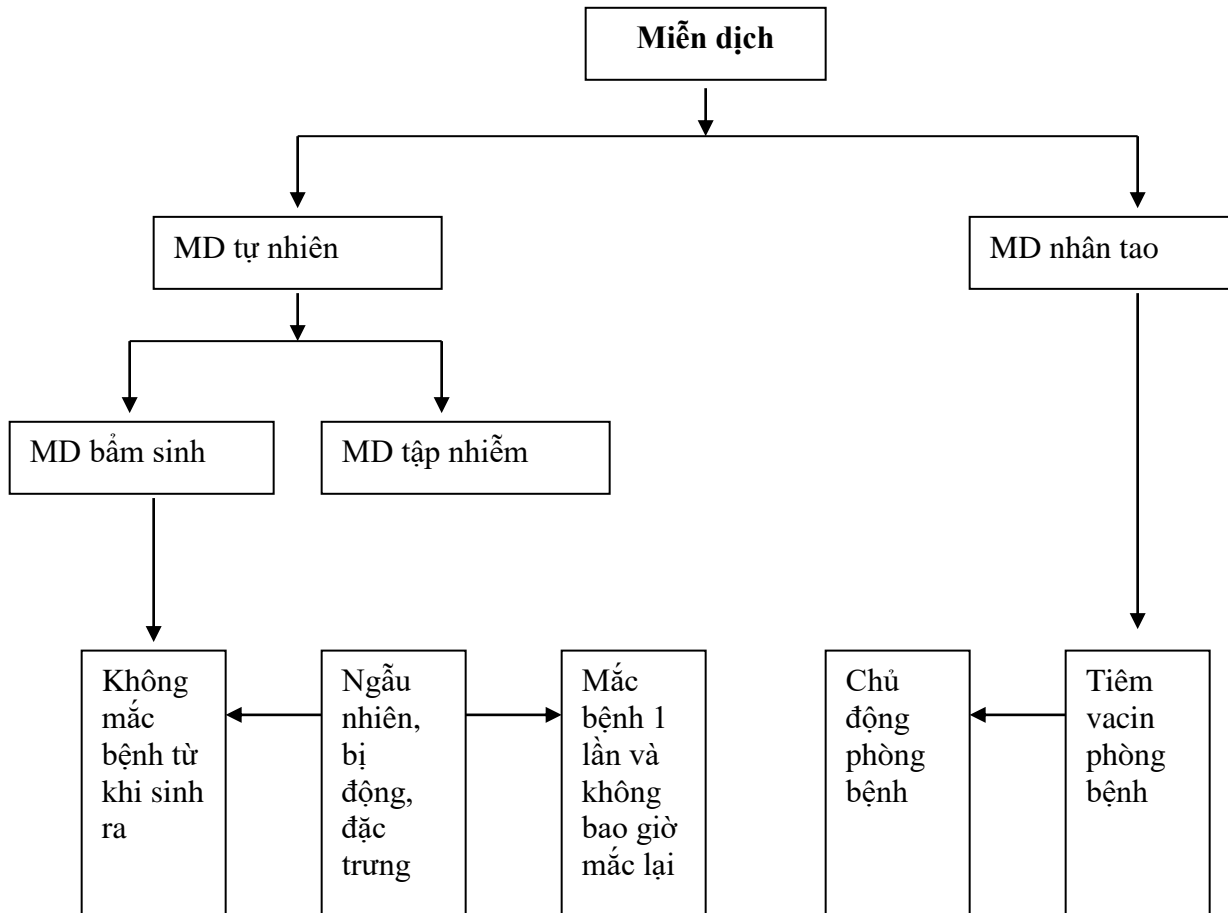 Miễn dịch
MD tự nhiên
MD nhân tao
MD bẩm sinh
MD tập nhiễm
Không
mắc
bệnh từ
khi sinh
ra
Ngẫu
nhiên,
bị
động,
đặc
trưng
Mắc
bệnh 1
lần và
không
bao giờ
mắc lại
Chủ
động
phòng
bệnh
Tiêm
vacin
phòng
bệnh